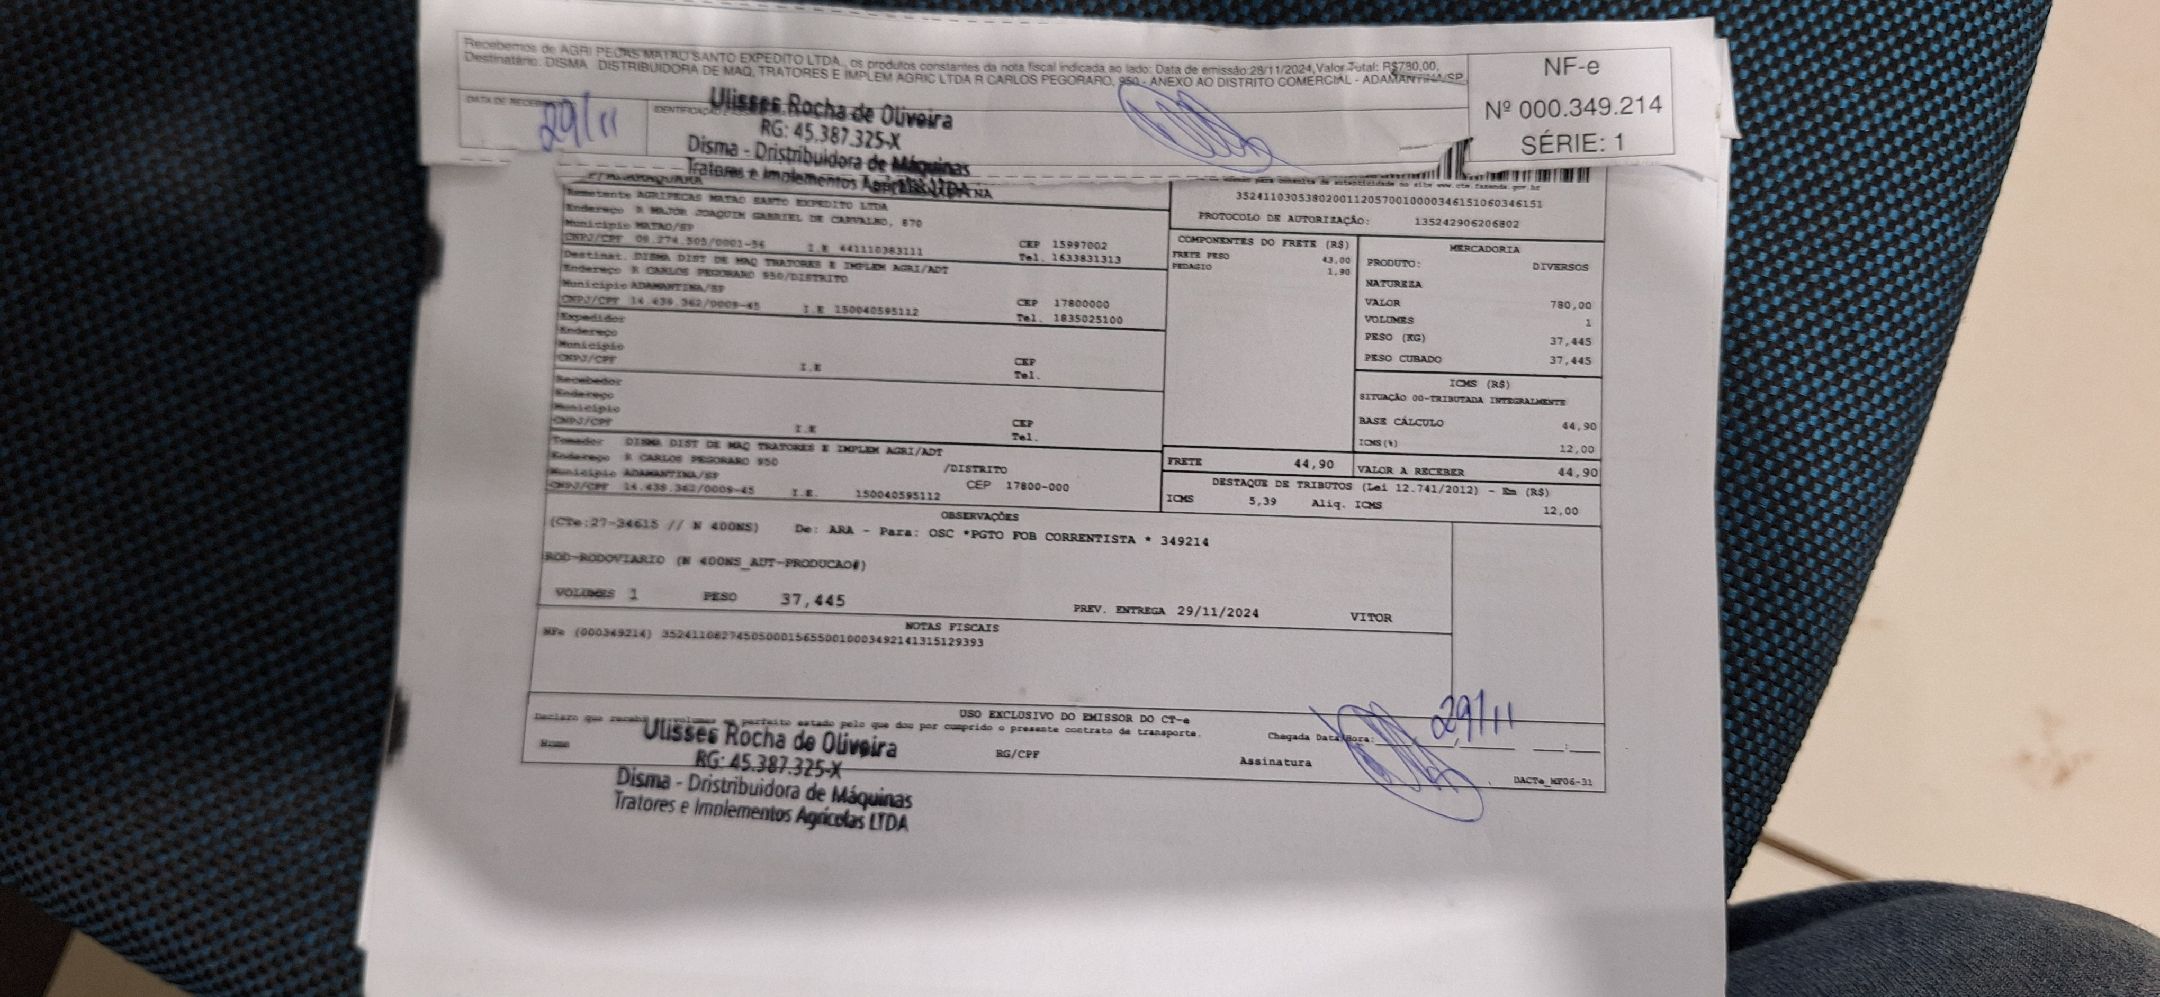 Recebemos de AGRI PEÇAS MATAO SANTO EXPEDITO LTDA., os produtos constantes da nota fiscal indicada ao lado: Data de emissão:28/11/2024,Valor Total: R$780,00,
Destinatário: DISMA DISTRIBUIDORA DE MAQ. TRATORES E IMPLEM AGRIC LTDA R CARLOS PEGORARO, 950 - ANEXO AO DISTRITO COMERCIAL - ADAMANTINA/SP
NF-e
Nº 000.349.214
SÉRIE: 1
DATA DE
29/11
Ulisses Rocha de Oliveira
RG: 45.387.325-X
Disma - Dristribuidora de Máquinas
Tratores e Implementos Agrícolas LTDA
Remetente AGRIPECAS MATAO SANTO EXPEDITO LTDA
Endereço R MAJOR JOAQUIM GABRIEL DE CARVALHO, 870
Município MATAO/SP
CNPJ/CPF I.E 441110383111
CEP 15997002
Tel. 1633831313
Destinat. DISMA DIST DE MAQ TRATORES E IMPLEM AGRI/ADT
Endereço R CARLOS PEGORARO 950/DISTRITO
Município ADAMANTINA/SP
CNPJ/CPF I.E 150040595112
CEP 17800000
Tel. 1835025100
Expedidor
Endereço
Município
CNPJ/CPF I.E
CEP
Tel.
Recebedor
Endereço
Município
CNPJ/CPF I.E
CEP
Tel.
Tomador DISMA DIST DE MAQ TRATORES E IMPLEM AGRI/ADT
Endereço R CARLOS PEGORARO 950 /DISTRITO
Município ADAMANTINA/SP CEP 17800-000
CNPJ/CPF I.E. 150040595112
35241103053802001120570010000346151060346151
PROTOCOLO DE AUTORIZAÇÃO: 135242906206802
COMPONENTES DO FRETE (R$)
FRETE PESO 43,00
PEDAGIO 1,90
MERCADORIA
PRODUTO: DIVERSOS
NATUREZA
VALOR 780,00
VOLUMES 1
PESO (KG) 37,445
PESO CUBADO 37,445
ICMS (R$)
SITUAÇÃO 00-TRIBUTADA INTEGRALMENTE
BASE CÁLCULO 44,90
ICMS(%) 12,00
FRETE 44,90
VALOR A RECEBER 44,90
DESTAQUE DE TRIBUTOS (Lei 12.741/2012) - Em (R$)
ICMS 5,39 Aliq. ICMS 12,00
OBSERVAÇÕES
(CTe:27-34615 // N 400NS) De: ARA - Para: OSC *PGTO FOB CORRENTISTA * 349214
ROD-RODOVIARIO (N 400NS_AUT-PRODUCAO#)
VOLUMES 1 PESO 37,445 PREV. ENTREGA 29/11/2024 VITOR
NOTAS FISCAIS
NFe (000349214)
USO EXCLUSIVO DO EMISSOR DO CT-e
Declaro que perfeito estado pelo que dou por cumprido o presente contrato de transporte.
Chegada Data/Hora: 29/11
Nome RG/CPF Assinatura
DACTe_MF06-31
Ulisses Rocha de Oliveira
RG: 45.387.325-X
Disma - Dristribuidora de Máquinas
Tratores e Implementos Agrícolas LTDA